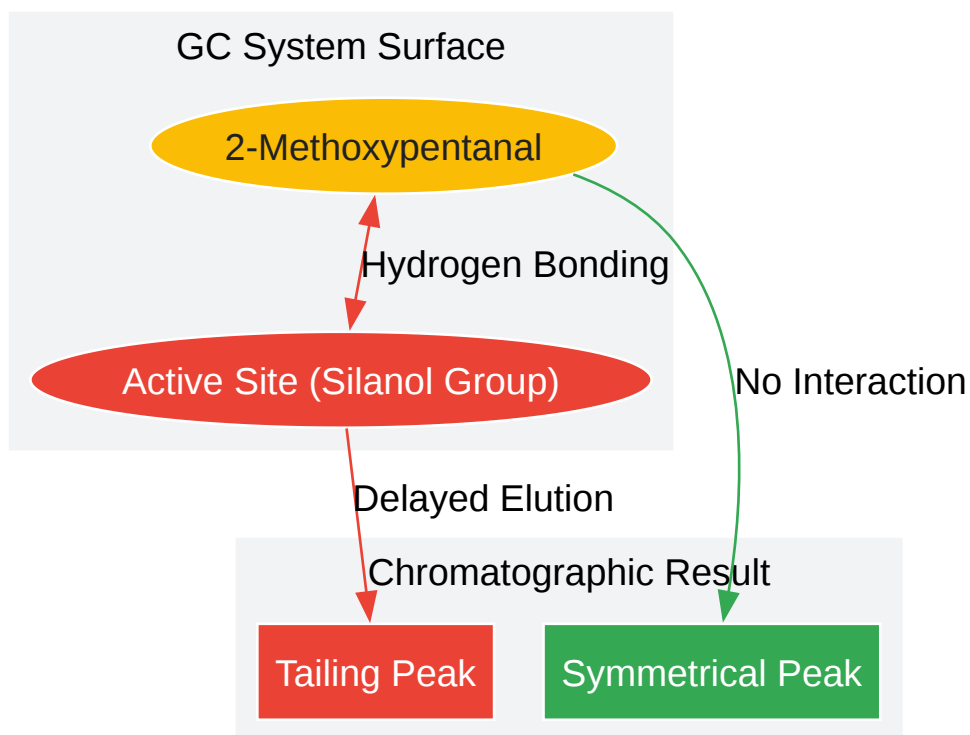 GC System Surface
2-Methoxypentanal
Hydrogen Bonding
Active Site (Silanol Group)
No Interaction
Delayed Elution
Chromatographic Result
Tailing Peak
Symmetrical Peak